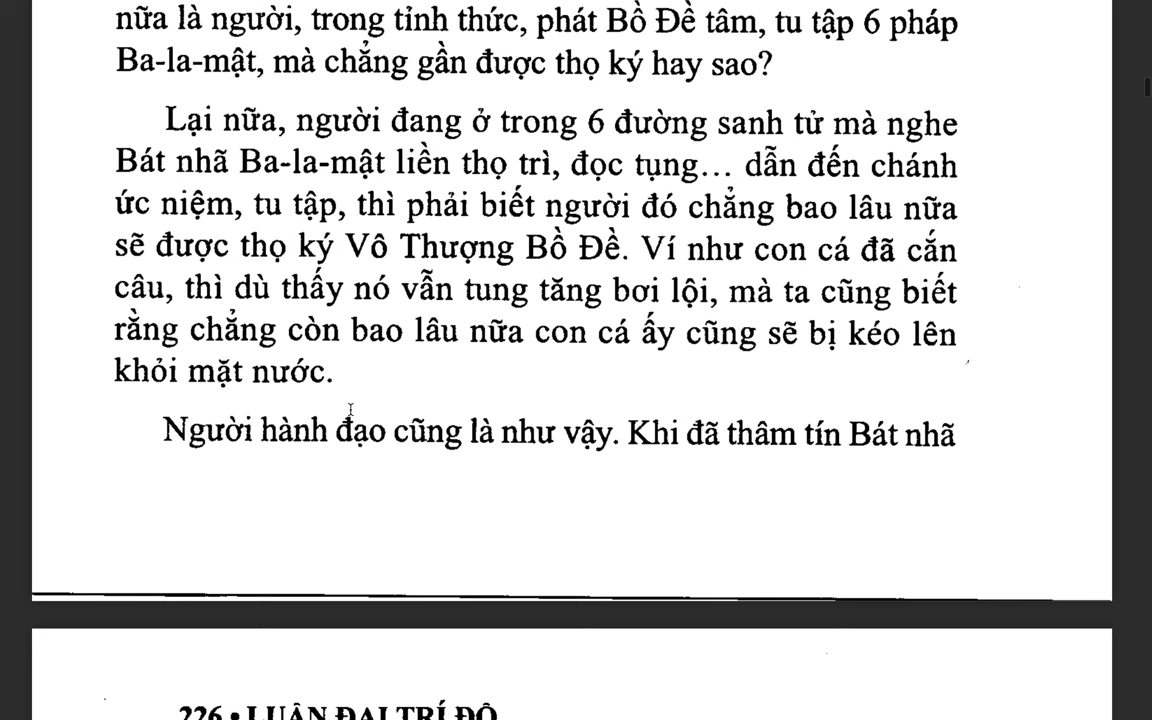 nữa là người, trong tỉnh thức, phát Bồ Đề tâm, tu tập 6 pháp
Ba-la-mật, mà chẳng gần được thọ ký hay sao?
Lại nữa, người đang ở trong 6 đường sanh tử mà nghe
Bát nhã Ba-la-mật liền thọ trì, đọc tụng... dẫn đến chánh
ức niệm, tu tập, thì phải biết người đó chẳng bao lâu nữa
sẽ được thọ ký Vô Thượng Bồ Đề. Ví như con cá đã cắn
câu, thì dù thấy nó vẫn tung tăng bơi lội, mà ta cũng biết
rằng chẳng còn bao lâu nữa con cá ấy cũng sẽ bị kéo lên
khỏi mặt nước.
Người hành đạo cũng là như vậy. Khi đã thâm tín Bát nhã
226 • LUẬN ĐẠI TRÍ ĐỘ